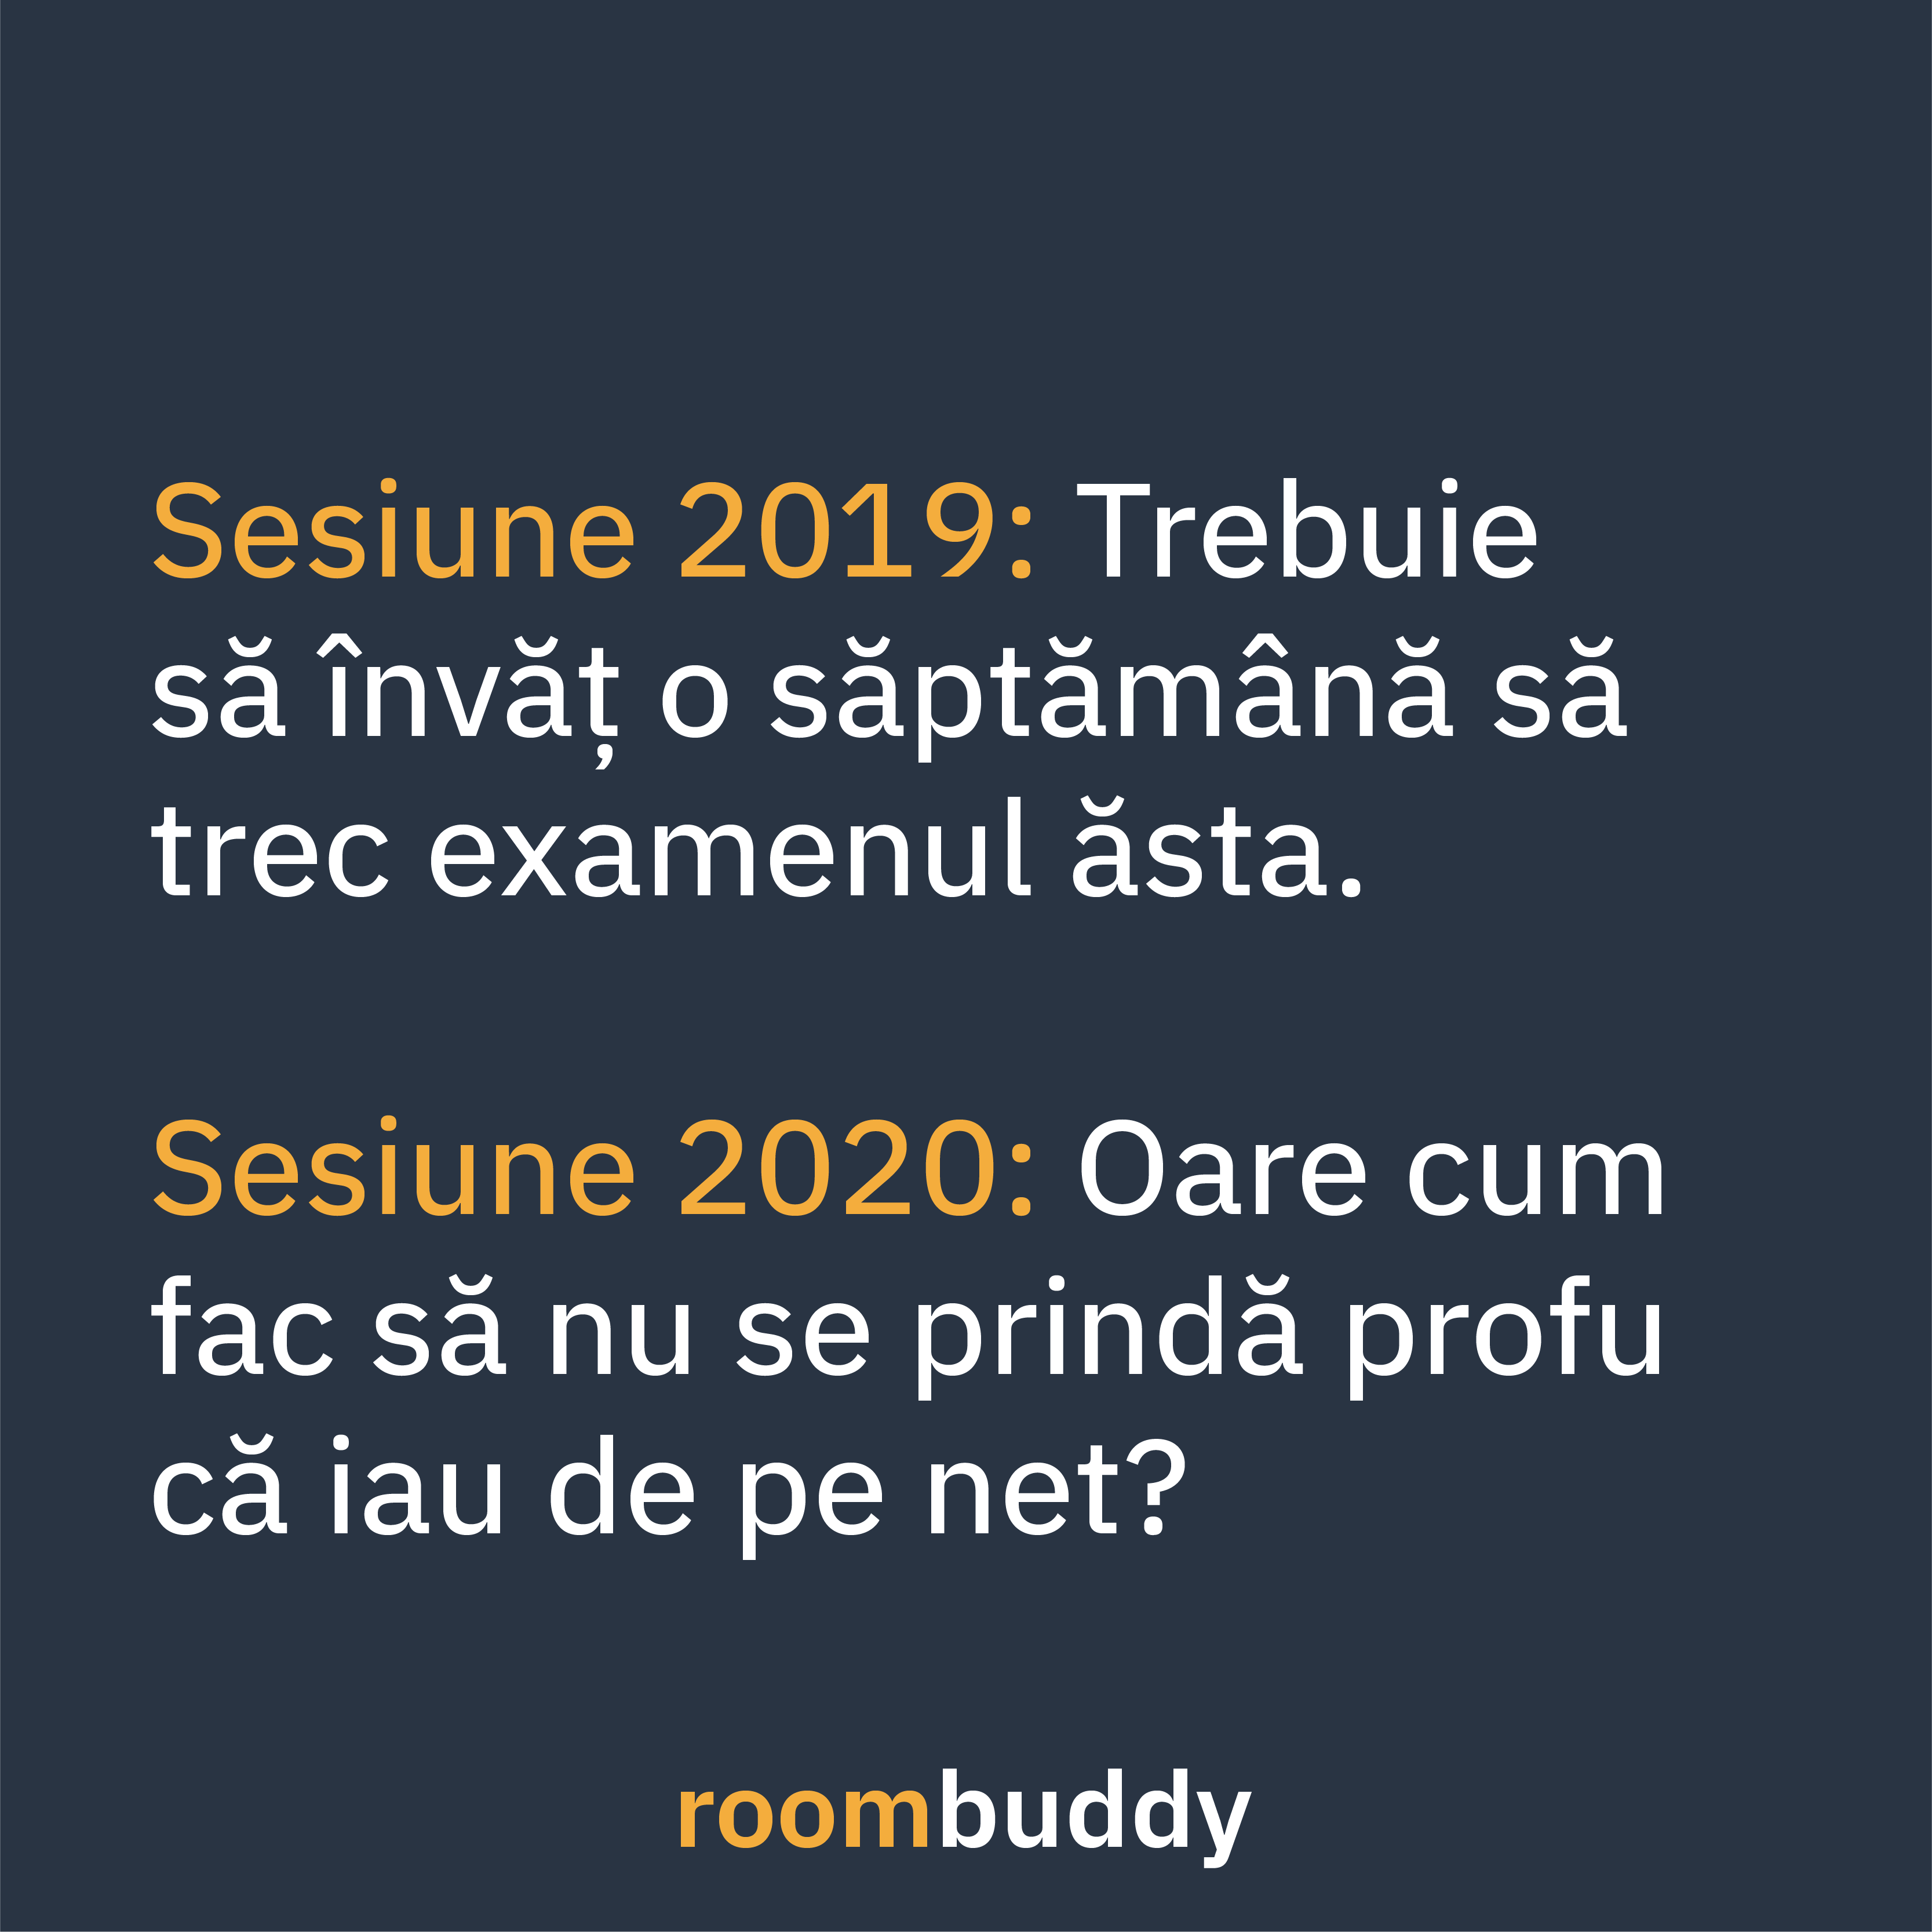 Sesiune 2019: Trebuie
să învăț o săptămână să
trec examenul ăsta.
Sesiune 2020: Oare cum
fac să nu se prindă profu
că iau de pe net?
roombuddy